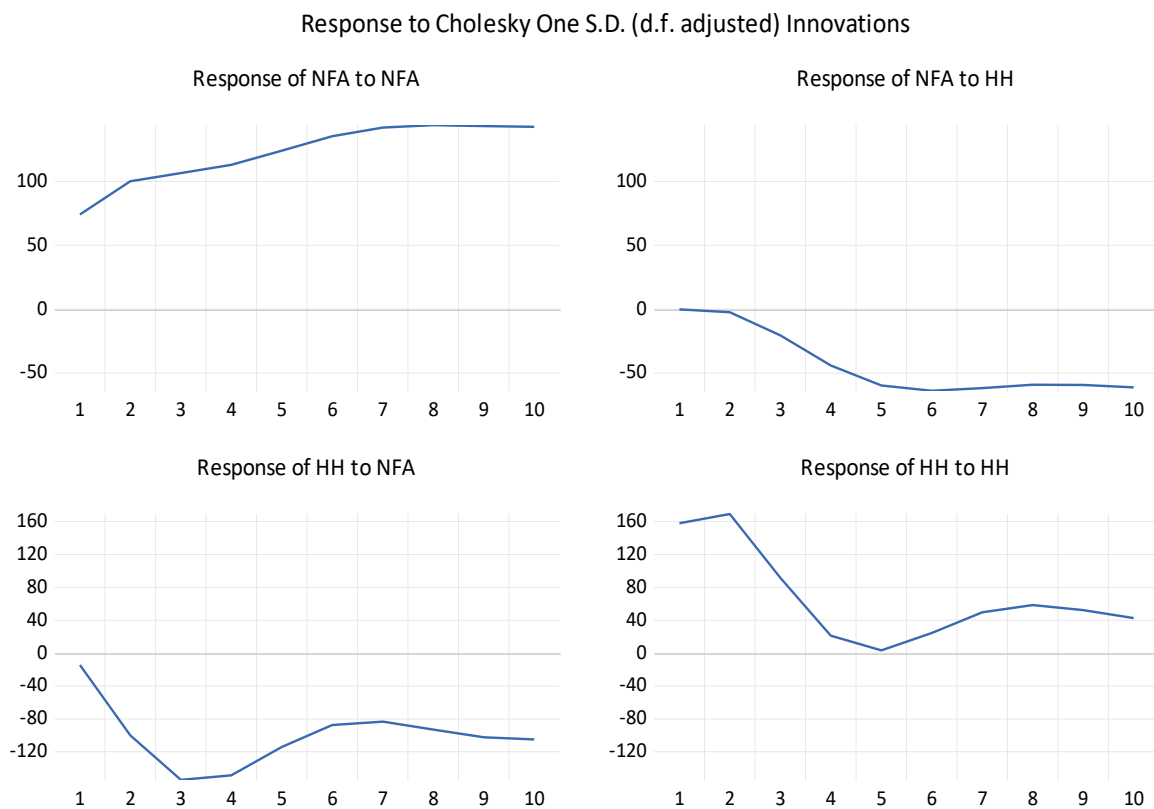 Response to Cholesky One S.D. (d.f. adjusted) Innovations
Response of NFA to NFA
100
50
0
-50
1 2 3 4 5 6 7 8 9 10
Response of NFA to HH
100
50
0
-50
1 2 3 4 5 6 7 8 9 10
Response of HH to NFA
160
120
80
40
0
-40
-80
-120
1 2 3 4 5 6 7 8 9 10
Response of HH to HH
160
120
80
40
0
-40
-80
-120
1 2 3 4 5 6 7 8 9 10